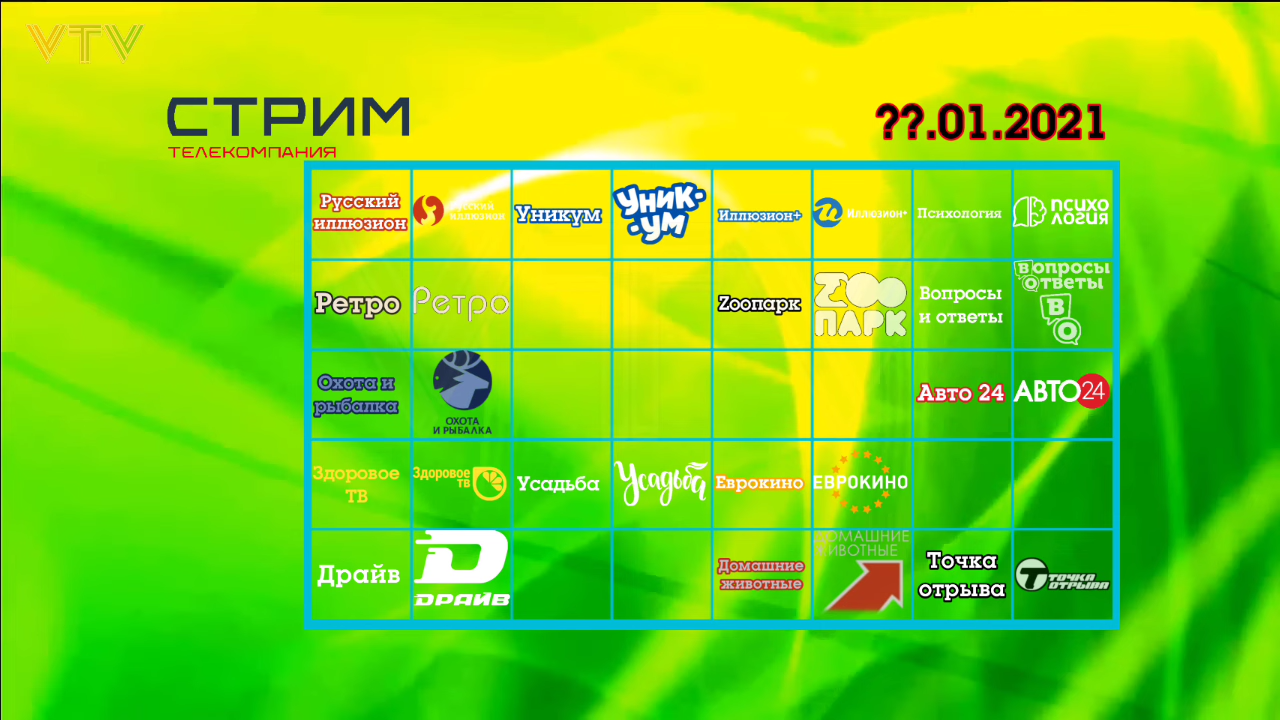 VTV
СТРИМ
ТЕЛЕКОМПАНИЯ
??.01.2021
Русский
иллюзион
Русский
иллюзион
Уникум
УНИК-
-УМ
Иллюзион+
Иллюзион+
Психология
ПСИХО
ЛОГИЯ
Ретро
Ретро
Zоопарк
ZOO
ПАРК
Вопросы
и ответы
Вопросы
Ответы
В
О
Охота и
рыбалка
ОХОТА
И РЫБАЛКА
Авто 24
АВТО 24
Здоровое
ТВ
Здоровое
ТВ
Усадьба
Усадьба
Еврокино
ЕВРОКИНО
Драйв
ДРАЙВ
Домашние
животные
ДОМАШНИЕ
ЖИВОТНЫЕ
Точка
отрыва
Т ТОЧКА
ОТРЫВА